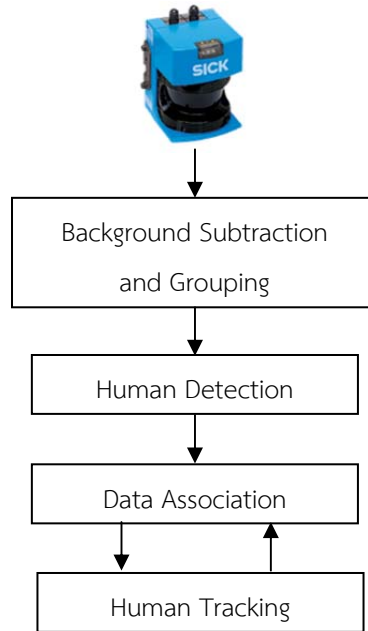 SICK
Background Subtraction
and Grouping
Human Detection
Data Association
Human Tracking